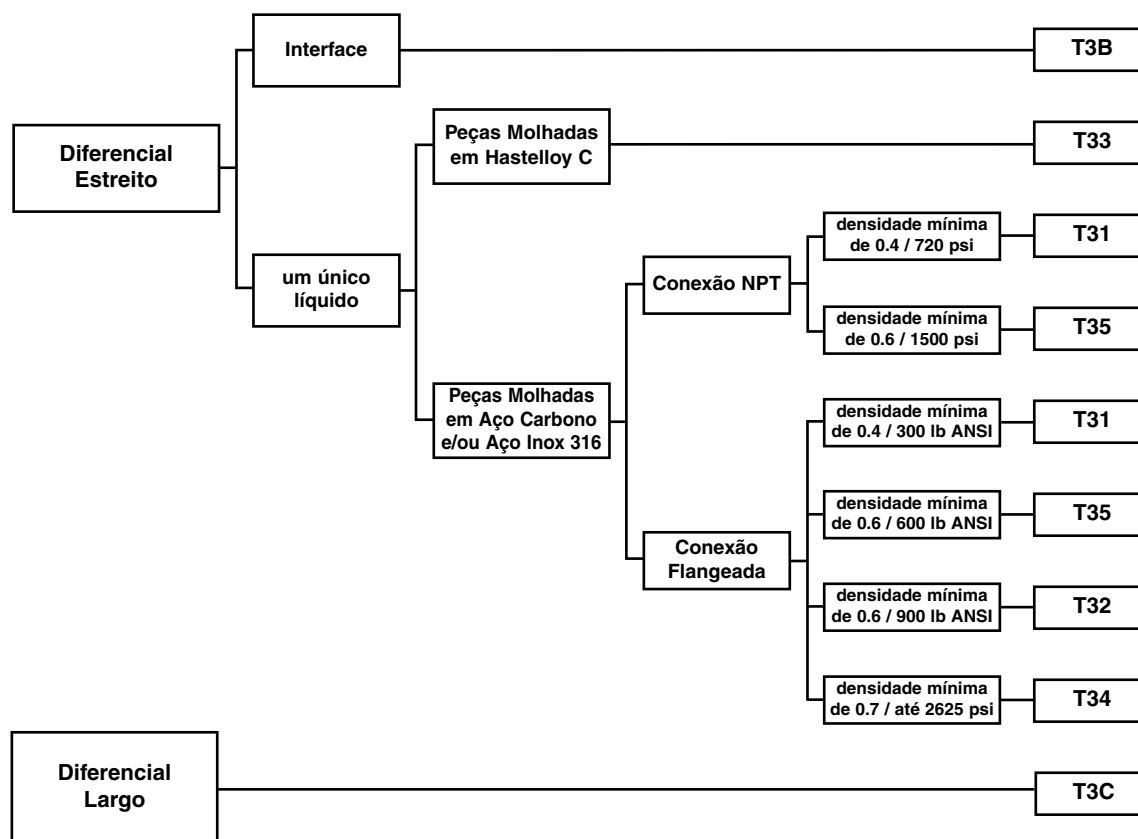 Interface
T3B
Diferencial
Estreito
Peças Molhadas
em Hastelloy C
T33
um único
líquido
Peças Molhadas
em Aço Carbono
e/ou Aço Inox 316
Conexão NPT
densidade mínima
de 0.4 / 720 psi
T31
densidade mínima
de 0.6 / 1500 psi
T35
Conexão
Flangeada
densidade mínima
de 0.4 / 300 lb ANSI
T31
densidade mínima
de 0.6 / 600 lb ANSI
T35
densidade mínima
de 0.6 / 900 lb ANSI
T32
densidade mínima
de 0.7 / até 2625 psi
T34
Diferencial
Largo
T3C